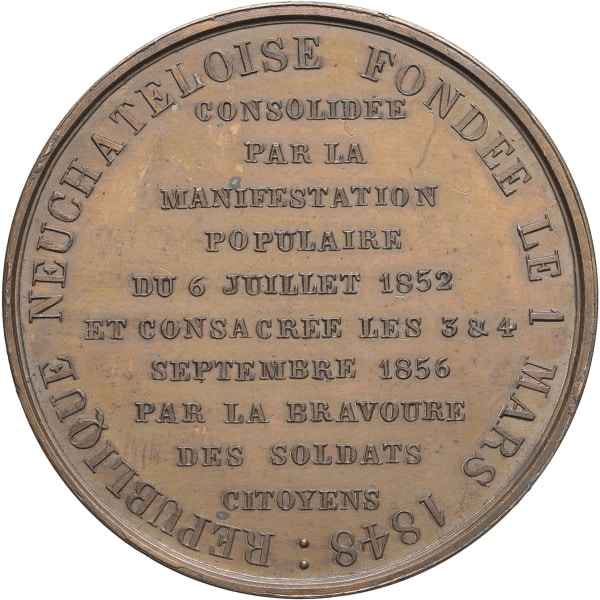 REPUBLIQUE NEUCHATELOISE FONDEE LE 1 MARS 1848:
CONSOLIDÉE
PAR LA
MANIFESTATION
POPULAIRE
DU 6 JUILLET 1852
ET CONSACRÉE LES 3 & 4
SEPTEMBRE 1856
PAR LA BRAVOURE
DES SOLDATS
CITOYENS